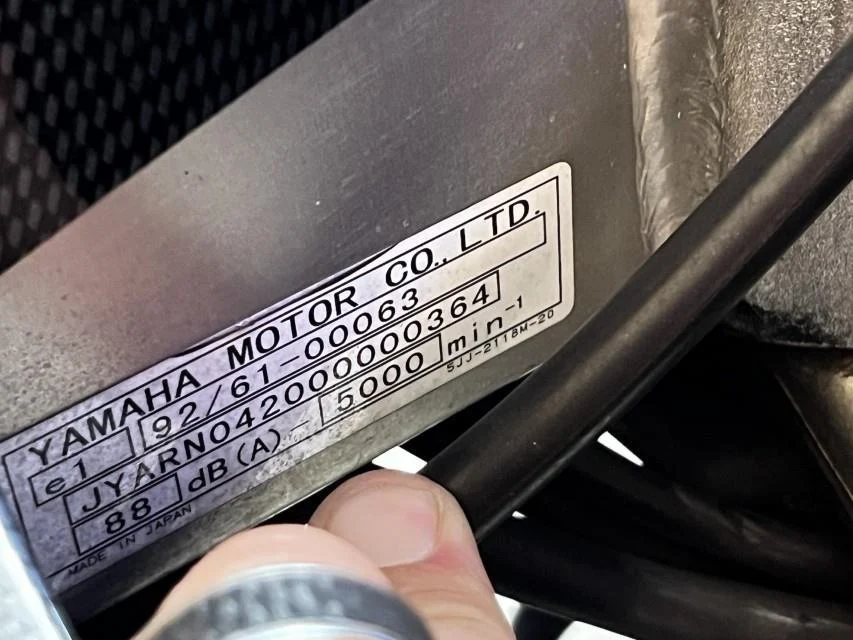 YAMAHA MOTOR CO., LTD.
e1 92/61-00063
JYARN042000000364
88 dB(A)- 5000 min-1
MADE IN JAPAN 5JJ-2118M-20